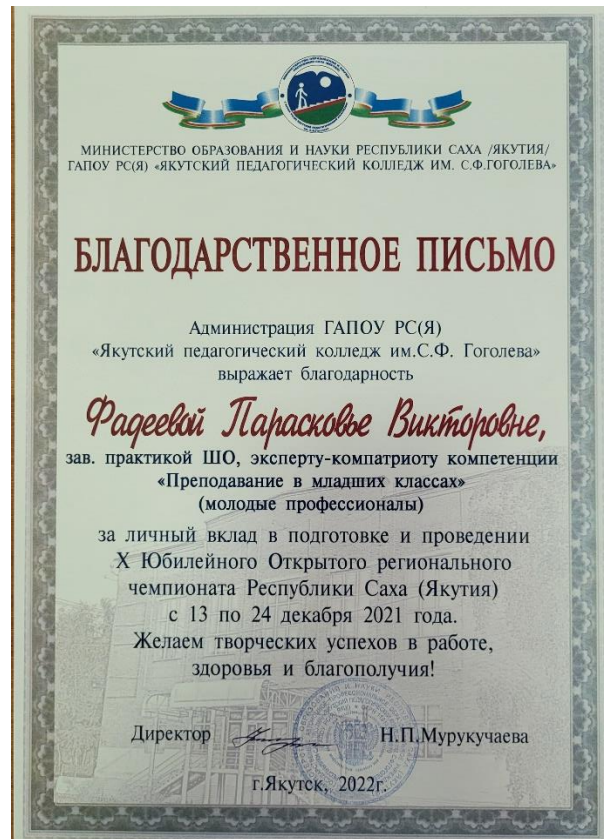 МИНИСТЕРСТВО ОБРАЗОВАНИЯ И НАУКИ РЕСПУБЛИКИ САХА /ЯКУТИЯ/
ГАПОУ РС(Я) «ЯКУТСКИЙ ПЕДАГОГИЧЕСКИЙ КОЛЛЕДЖ ИМ. С.Ф.ГОГОЛЕВА»
БЛАГОДАРСТВЕННОЕ ПИСЬМО
Администрация ГАПОУ РС(Я)
«Якутский педагогический колледж им.С.Ф. Гоголева»
выражает благодарность
Фадеевой Парасковье Викторовне,
зав. практикой ШО, эксперту-компатриоту компетенции
«Преподавание в младших классах»
(молодые профессионалы)
за личный вклад в подготовке и проведении
X Юбилейного Открытого регионального
чемпионата Республики Саха (Якутия)
с 13 по 24 декабря 2021 года.
Желаем творческих успехов в работе,
здоровья и благополучия!
Директор Н.П.Мурукучаева
г.Якутск, 2022г.